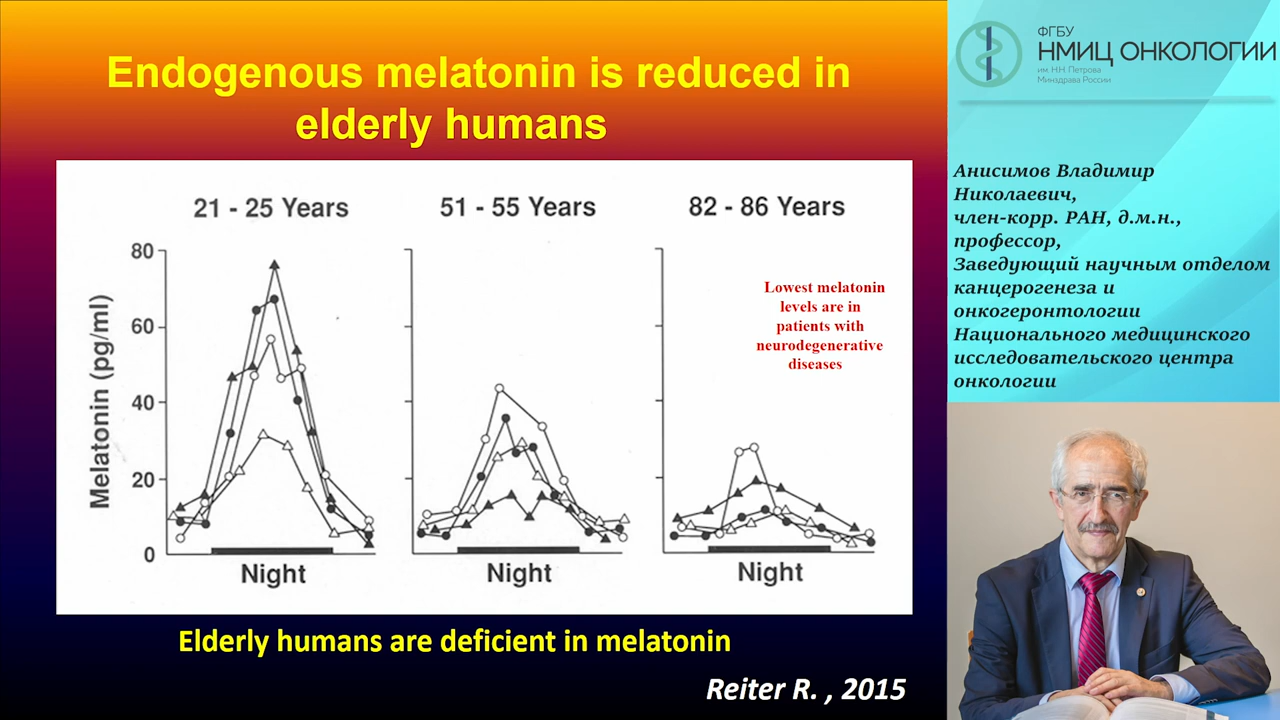 Endogenous melatonin is reduced in
elderly humans
21 - 25 Years
51 - 55 Years
82 - 86 Years
Melatonin (pg/ml)
80
60
40
20
0
Lowest melatonin
levels are in
patients with
neurodegenerative
diseases
Night
Night
Night
Elderly humans are deficient in melatonin
Reiter R. , 2015
ФГБУ
НМИЦ ОНКОЛОГИИ
им. Н.Н. Петрова
Минздрава России
Анисимов Владимир
Николаевич,
член-корр. РАН, д.м.н.,
профессор,
Заведующий научным отделом
канцерогенеза и
онкогеронтологии
Национального медицинского
исследовательского центра
онкологии